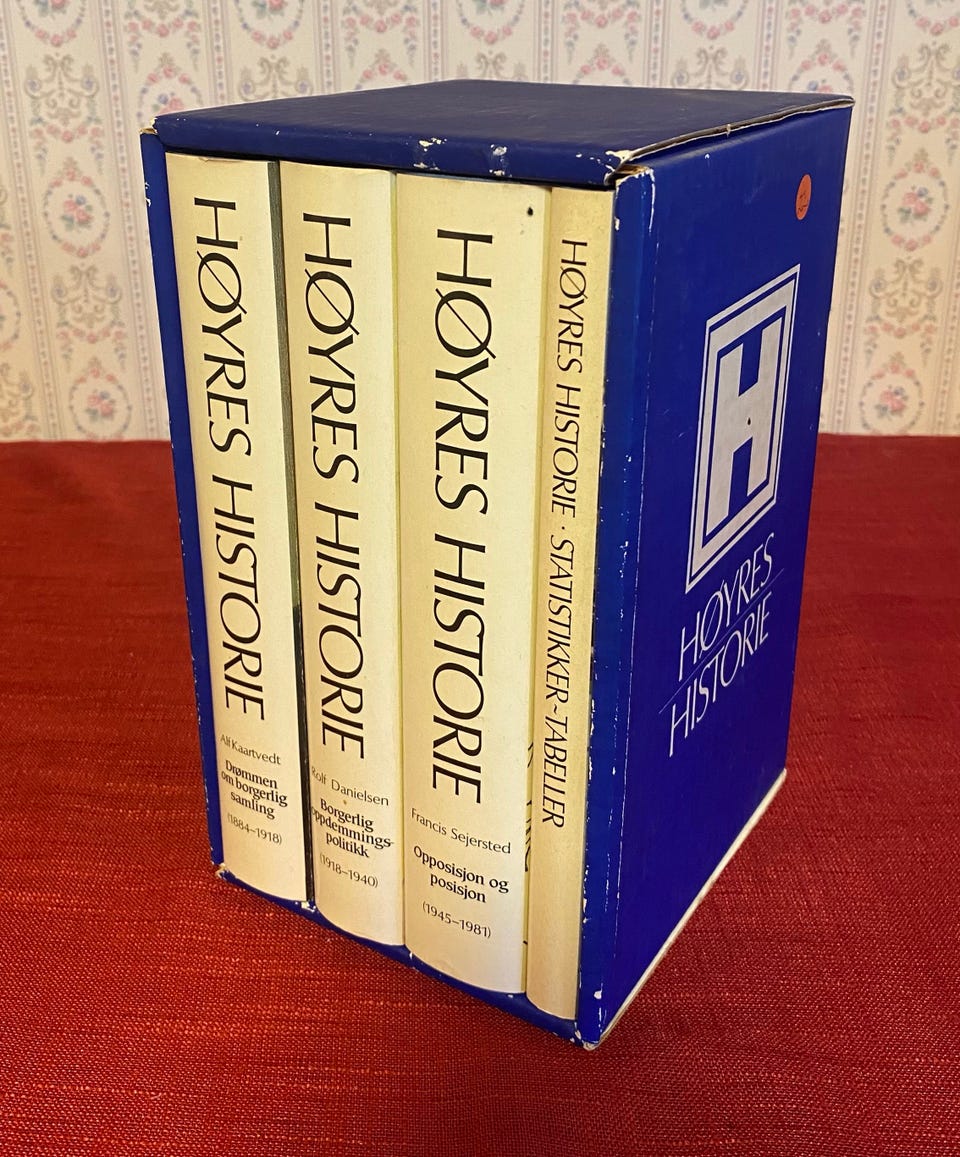 HØYRES HISTORIE
Alf Kaartvedt
Drømmen
om borgerlig
samling
(1884–1918)
HØYRES HISTORIE
Rolf Danielsen
Borgerlig
oppdemmings-
politikk
(1918–1940)
HØYRES HISTORIE
Francis Sejersted
Opposisjon og
posisjon
(1945–1981)
HØYRES HISTORIE · STATISTIKKER~TABELLER
H
HØYRES
HISTORIE